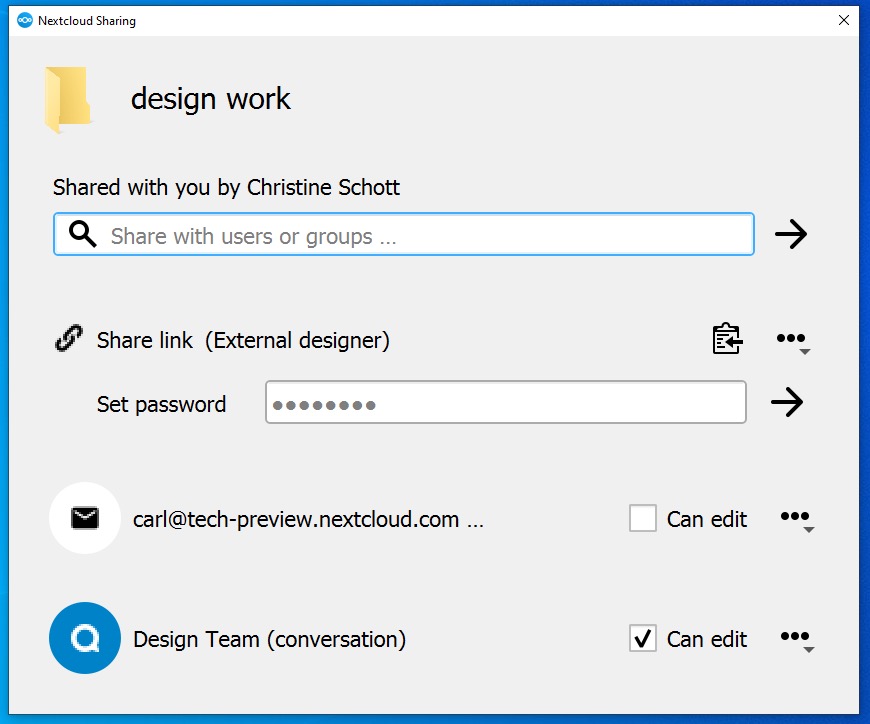 Nextcloud Sharing
design work
Shared with you by Christine Schott
Share with users or groups ...
Share link (External designer)
Set password
carl@tech-preview.nextcloud.com ...
Can edit
Design Team (conversation)
Can edit